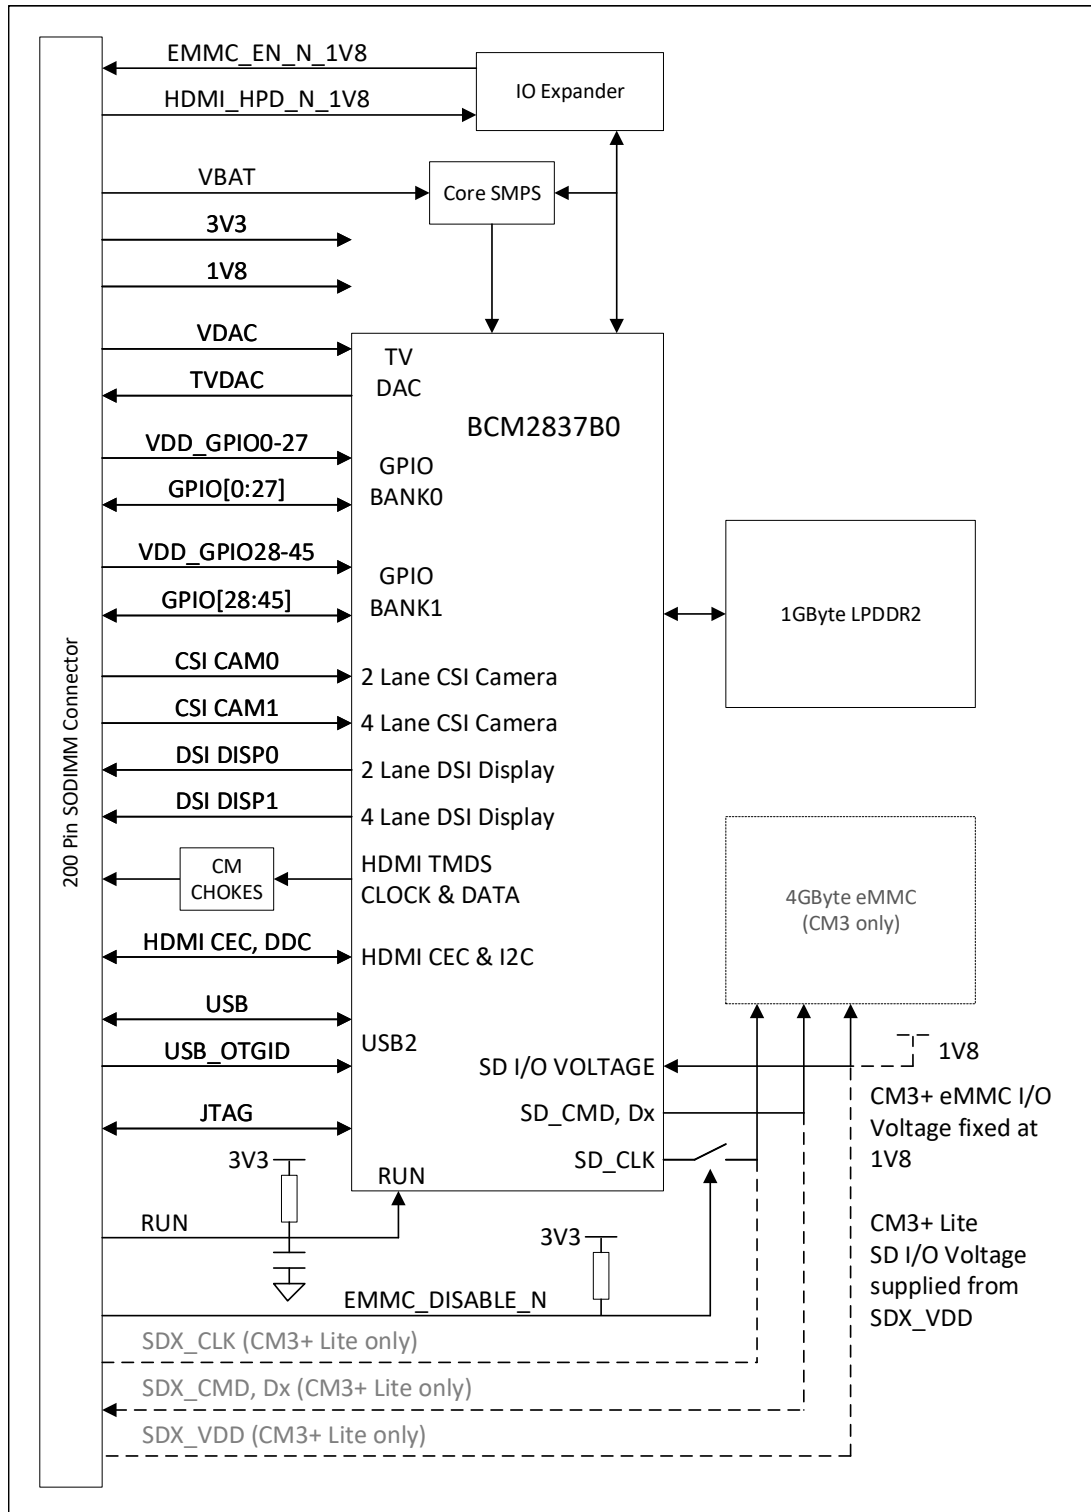 EMMC_EN_N_1V8
IO Expander
HDMI_HPD_N_1V8
VBAT
Core SMPS
3V3
1V8
VDAC
TV
DAC
TVDAC
BCM2837B0
VDD_GPIO0-27
GPIO
BANK0
GPIO[0:27]
VDD_GPIO28-45
GPIO
BANK1
GPIO[28:45]
1GByte LPDDR2
200 Pin SODIMM Connector
CSI CAM0
2 Lane CSI Camera
CSI CAM1
4 Lane CSI Camera
DSI DISP0
2 Lane DSI Display
DSI DISP1
4 Lane DSI Display
CM
CHOKES
HDMI TMDS
CLOCK & DATA
4GByte eMMC
(CM3 only)
HDMI CEC, DDC
HDMI CEC & I2C
USB
USB2
USB_OTGID
SD I/O VOLTAGE
1V8
CM3+ eMMC I/O
Voltage fixed at
1V8
SD_CMD, Dx
JTAG
SD_CLK
3V3
RUN
RUN
3V3
CM3+ Lite
SD I/O Voltage
supplied from
SDX_VDD
EMMC_DISABLE_N
SDX_CLK (CM3+ Lite only)
SDX_CMD, Dx (CM3+ Lite only)
SDX_VDD (CM3+ Lite only)